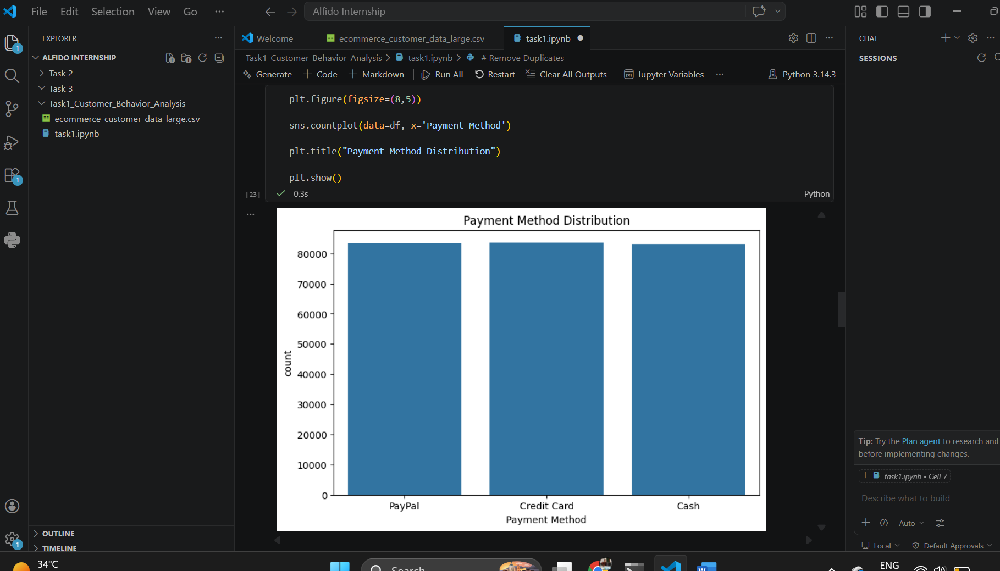 File Edit Selection View Go ···
Alfido Internship
EXPLORER
ALFIDO INTERNSHIP
Task 2
Task 3
Task1_Customer_Behavior_Analysis
ecommerce_customer_data_large.csv
task1.ipynb
OUTLINE
TIMELINE
1
1
1
Welcome
ecommerce_customer_data_large.csv
task1.ipynb
Task1_Customer_Behavior_Analysis > task1.ipynb > # Remove Duplicates
Generate + Code + Markdown Run All Restart Clear All Outputs Jupyter Variables ··· Python 3.14.3
plt.figure(figsize=(8,5))
sns.countplot(data=df, x='Payment Method')
plt.title("Payment Method Distribution")
plt.show()
[23] 0.3s Python
Payment Method Distribution
80000
70000
60000
50000
40000
30000
20000
10000
0
count
PayPal Credit Card Cash
Payment Method
CHAT
SESSIONS
Tip: Try the Plan agent to research and
before implementing changes.
task1.ipynb • Cell 7
Describe what to build
Auto
Local Default Approvals
34°C
Search
ENG